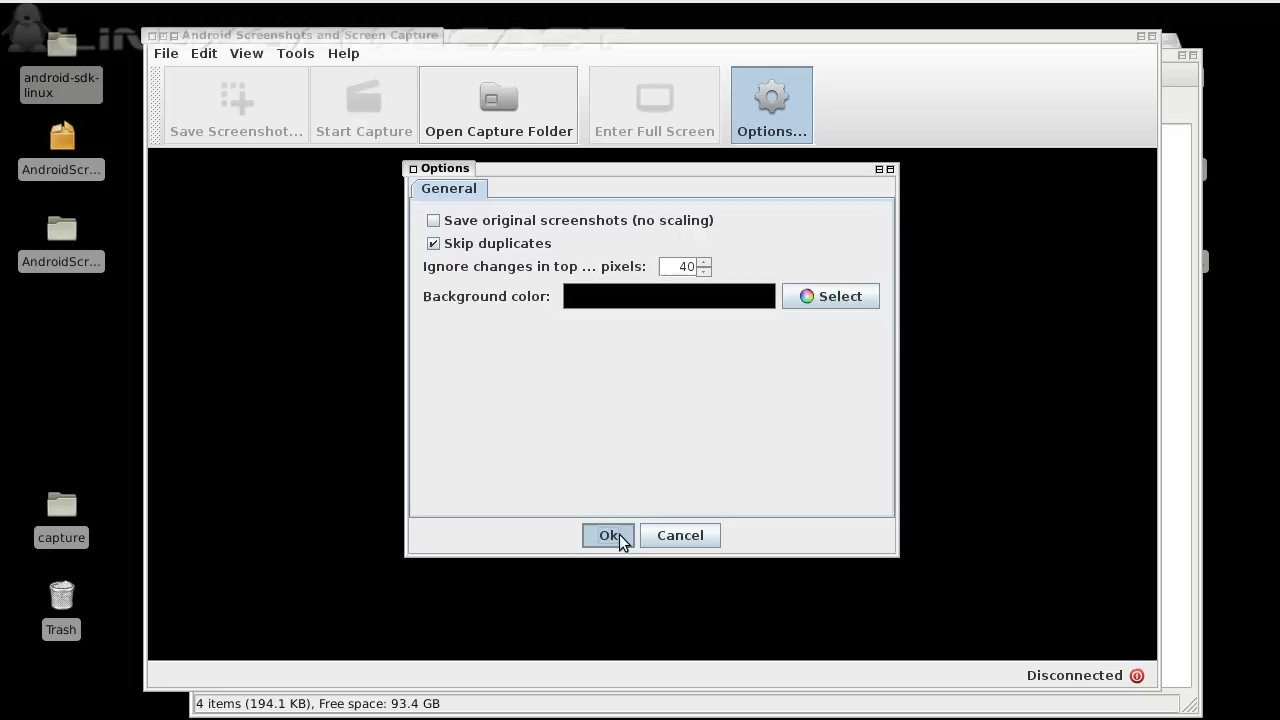 Android Screenshots and Screen Capture
File Edit View Tools Help
Save Screenshot... Start Capture Open Capture Folder Enter Full Screen Options...
android-sdk-
linux
AndroidScr...
AndroidScr...
capture
Trash
Options
General
Save original screenshots (no scaling)
Skip duplicates
Ignore changes in top ... pixels: 40
Background color: Select
Ok Cancel
Disconnected
4 items (194.1 KB), Free space: 93.4 GB